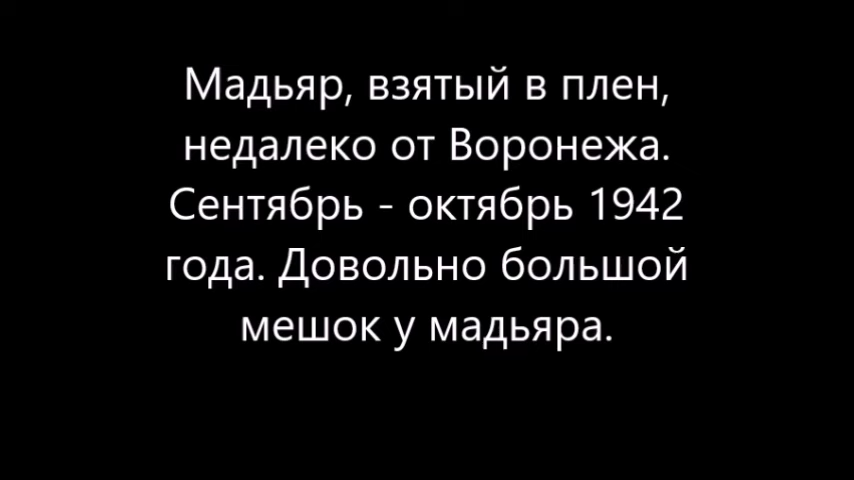 Мадьяр, взятый в плен,
недалеко от Воронежа.
Сентябрь - октябрь 1942
года. Довольно большой
мешок у мадьяра.